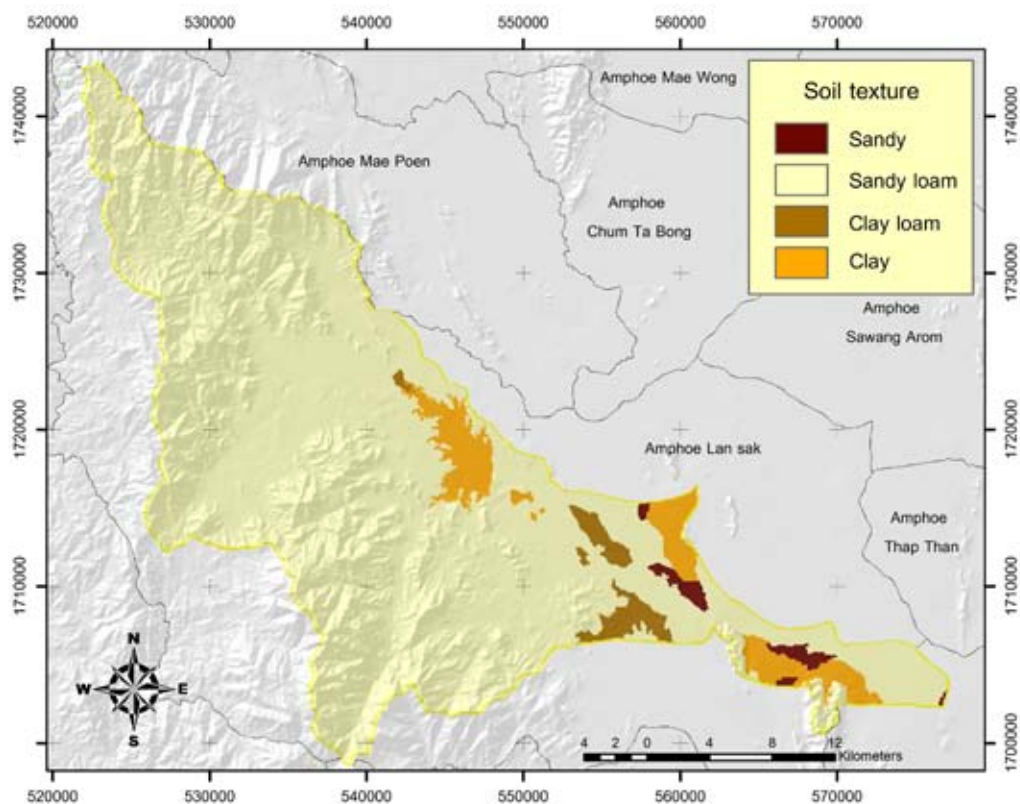 520000 530000 540000 550000 560000 570000
1740000
1730000
1720000
1710000
1700000
Amphoe Mae Wong
Amphoe Mae Poen
Amphoe
Chum Ta Bong
Soil texture
Sandy
Sandy loam
Clay loam
Clay
Amphoe
Sawang Arom
Amphoe Lan sak
Amphoe
Thap Than
N
W E
S
4 2 0 4 8 12
Kilometers
1740000
1730000
1720000
1710000
1700000
520000 530000 540000 550000 560000 570000